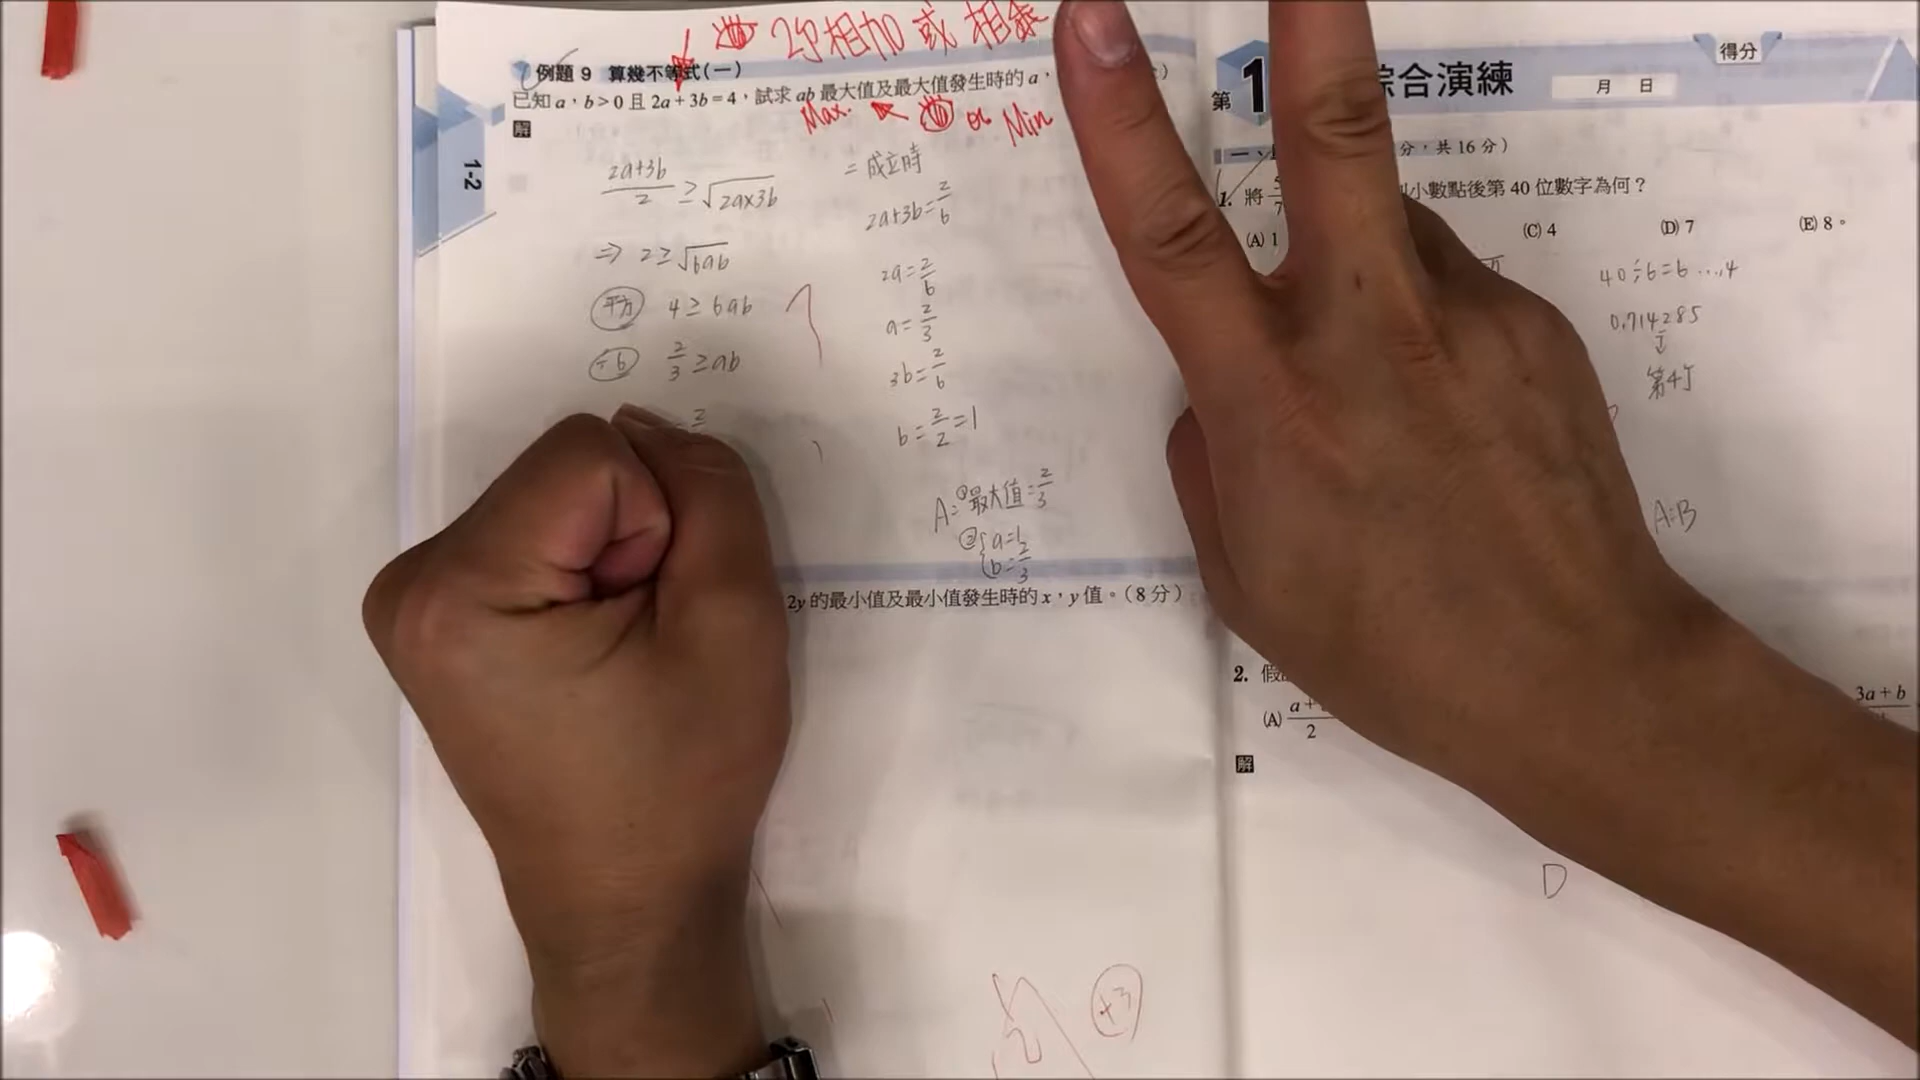 2個相加或相乘
例題 9 算幾不等式(一)
已知 a，b > 0 且 2a + 3b = 4，試求 ab 最大值及最大值發生時的 a，
Max. or Min
解
1-2
2a+3b/2 ≥ √2a×3b
⇒ 2 ≥ √6ab
平方 4 ≥ 6ab
÷6 2/3 ≥ ab
= 2
= 成立時
2a+3b=2/6
2a=2/6
a=2/3
3b=2/6
b=2/2=1
A: ①最大值=2/3
② { a=1
b=2/3
2y 的最小值及最小值發生時的 x，y 值。(8 分)
+3
第 1 綜合演練
月 日
得分
一、
分，共 16 分)
1. 將 5/7 小數點後第 40 位數字為何？
(A) 1 (C) 4 (D) 7 (E) 8。
40÷6=6...4
0.714285
第4個
A:B
2. 假
(A) a + /2
3a + b
解
D